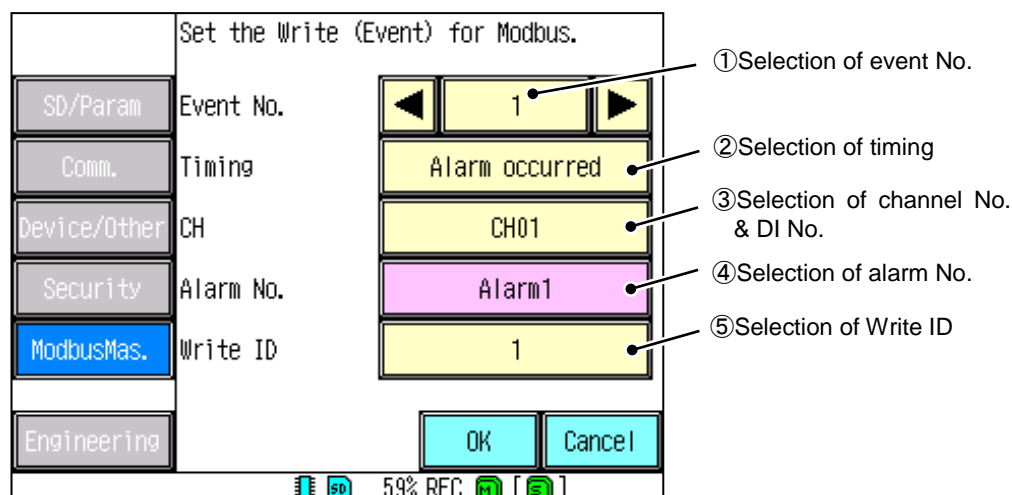 Set the Write (Event) for Modbus.
①Selection of event No.
SD/Param
Event No.
1
Comm.
Timing
Alarm occurred
②Selection of timing
Device/Other
CH
CH01
③Selection of channel No.
& DI No.
Security
Alarm No.
Alarm1
④Selection of alarm No.
ModbusMas.
Write ID
1
⑤Selection of Write ID
Engineering
OK
Cancel
SD 59% REC M [S]